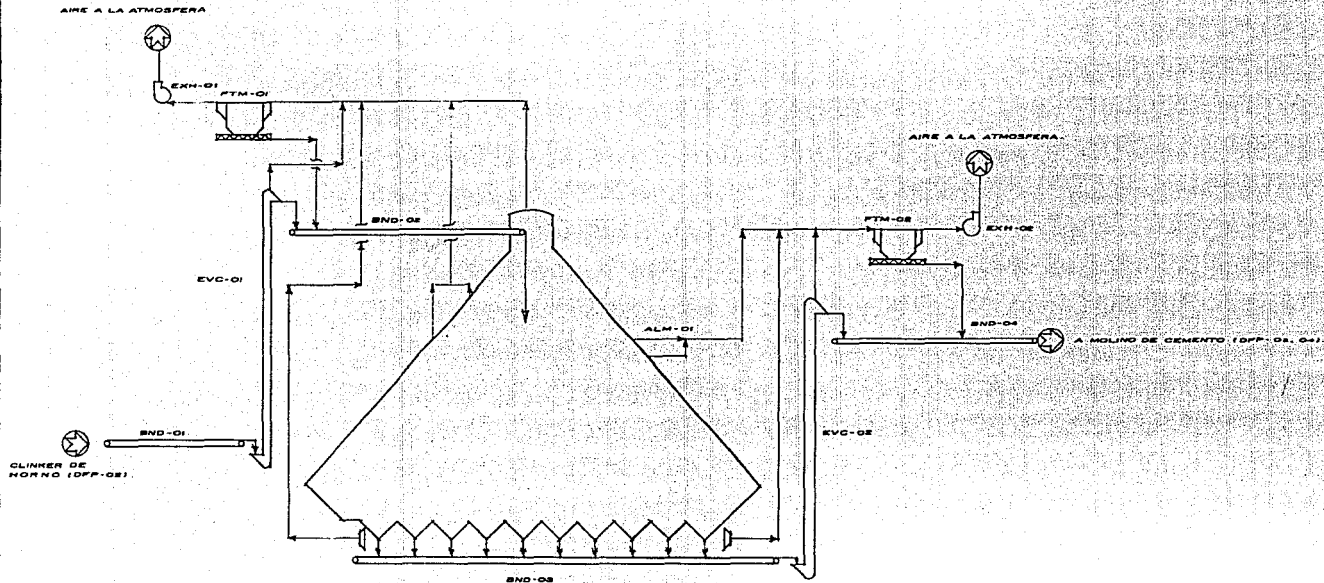 AIRE A LA ATMOSFERA
EXH-01
FTM-01
AIRE A LA ATMOSFERA.
BND-02
FTM-02
EXH-02
EVC-01
ALM-01
BND-04
A MOLINO DE CEMENTO (DFP-03, 04).
BND-01
EVC-02
CLINKER DE
HORNO (DFP-02).
BND-03